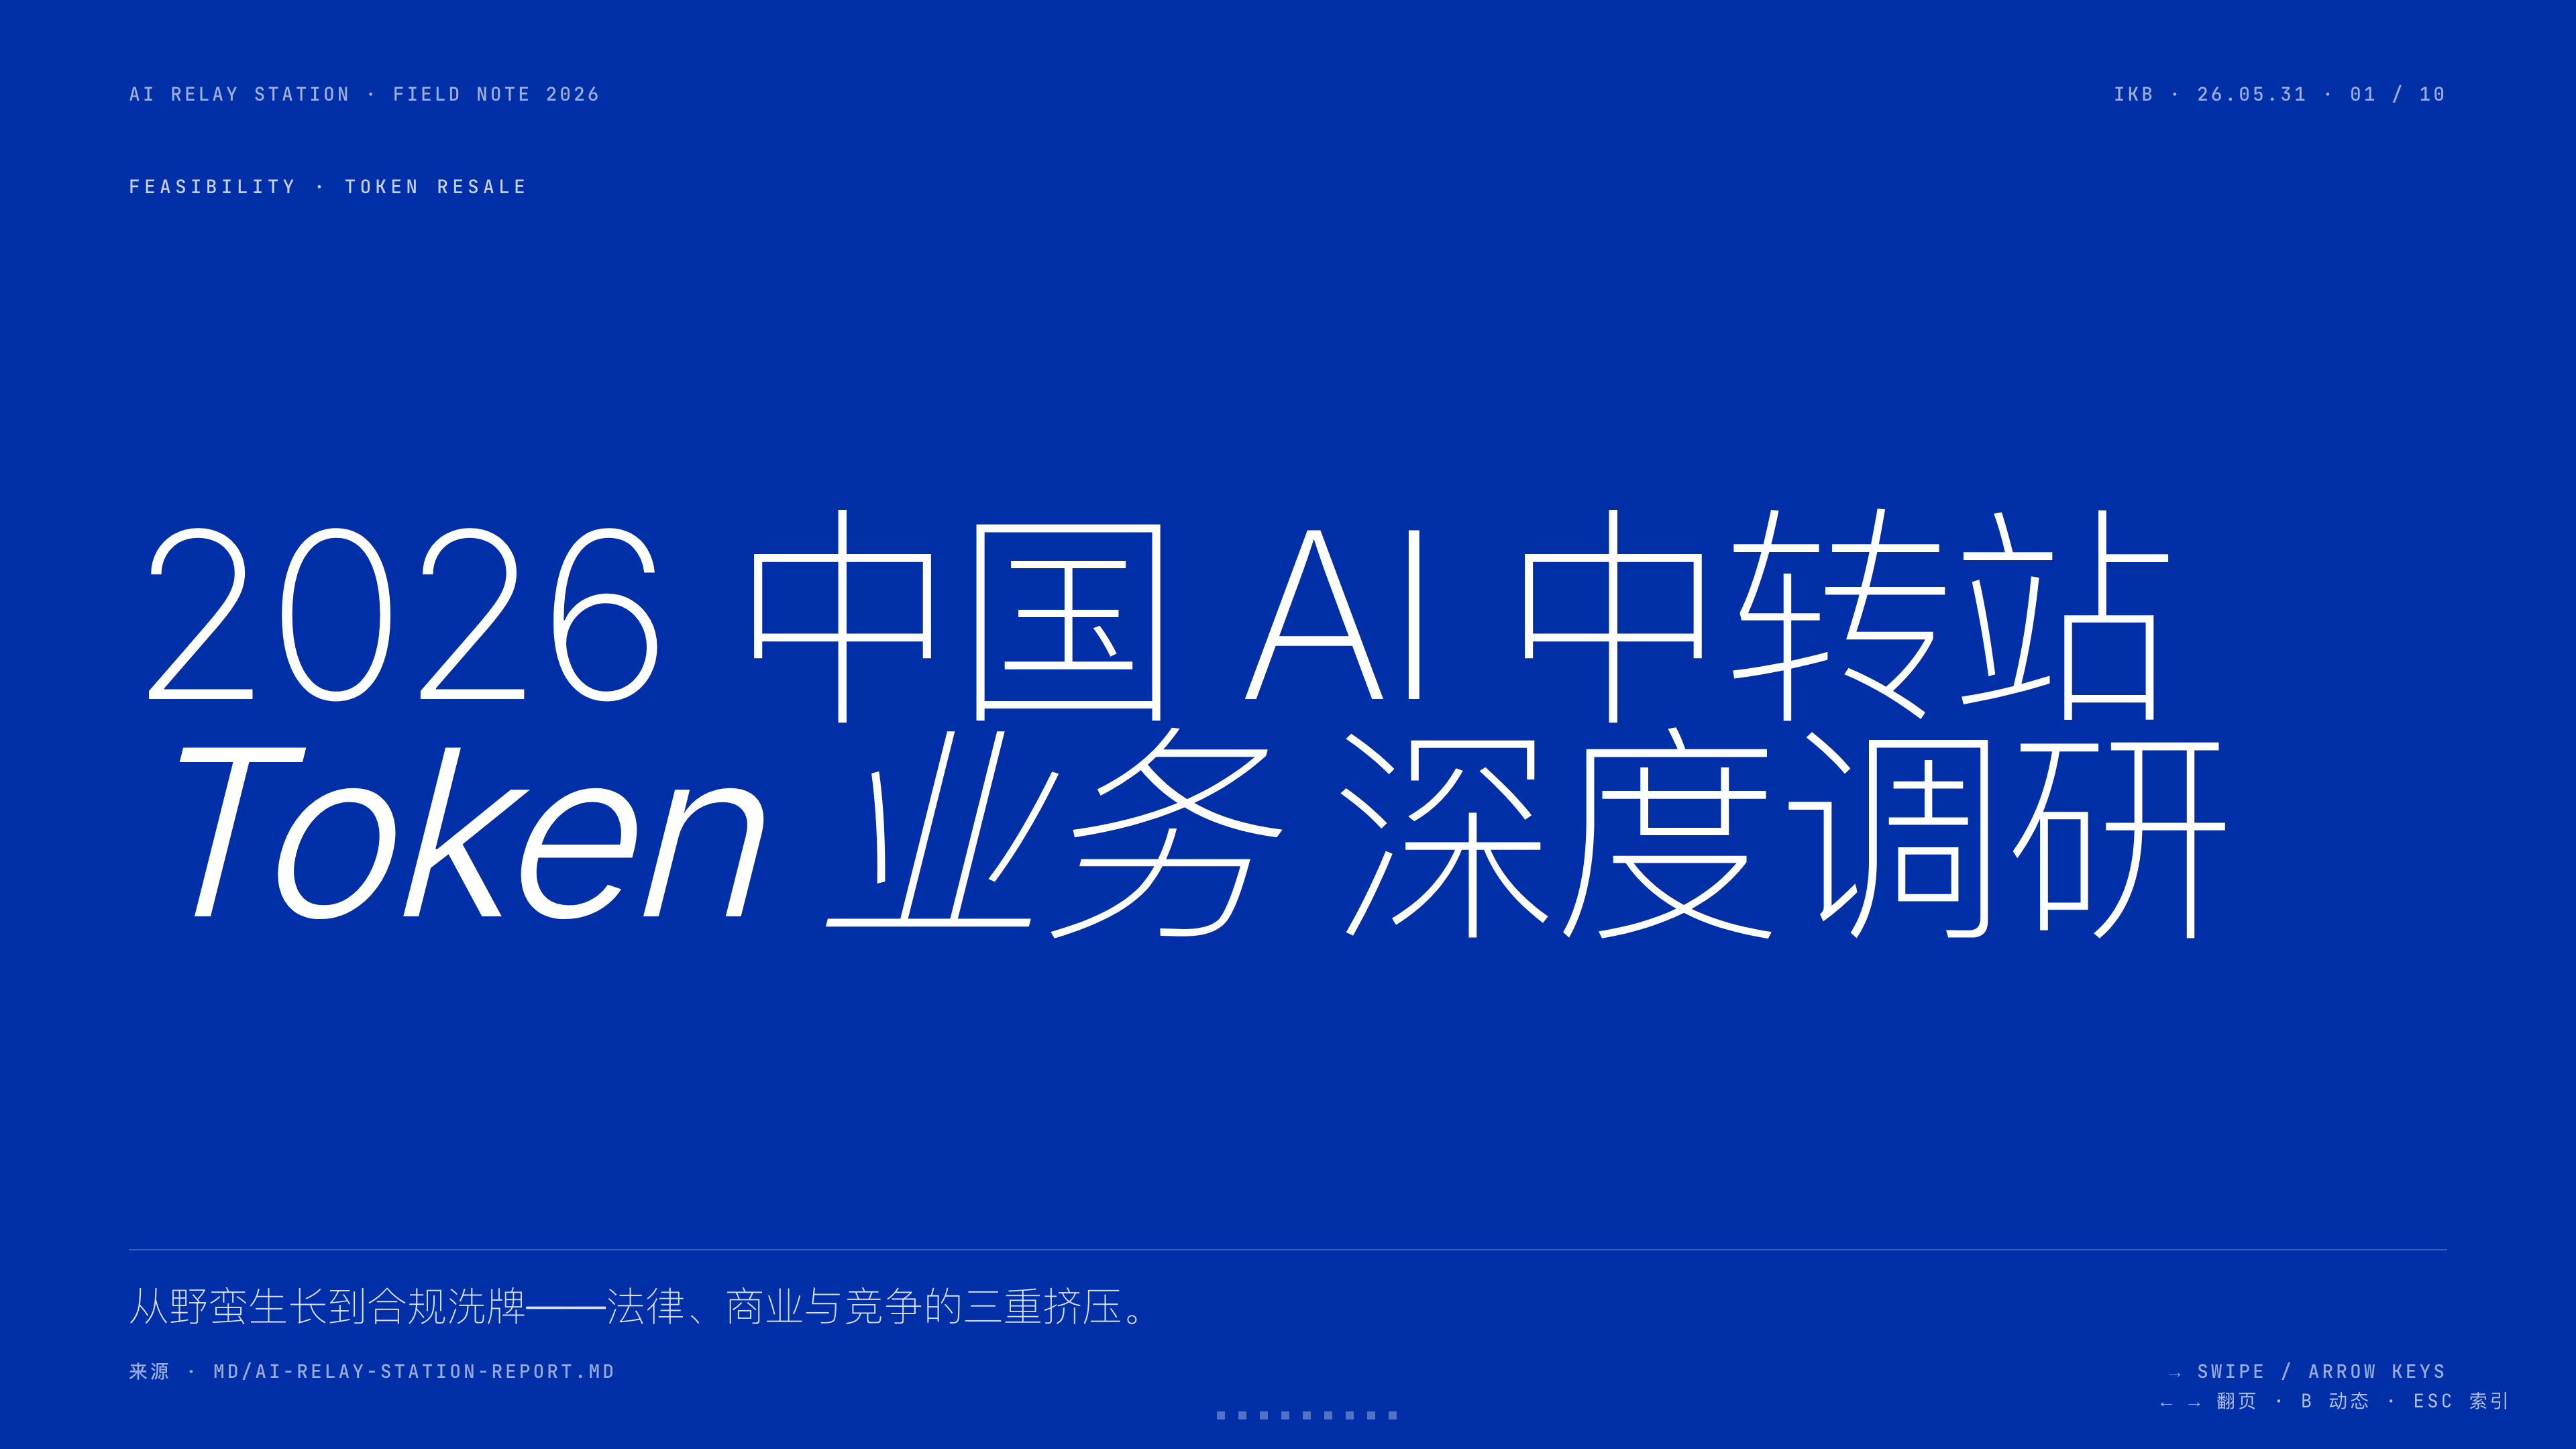 AI RELAY STATION · FIELD NOTE 2026
IKB · 26.05.31 · 01 / 10
FEASIBILITY · TOKEN RESALE
2026 中国 AI 中转站
Token 业务 深度调研
从野蛮生长到合规洗牌——法律、商业与竞争的三重挤压。
来源 · MD/AI-RELAY-STATION-REPORT.MD
→ SWIPE / ARROW KEYS
← → 翻页 · B 动态 · ESC 索引